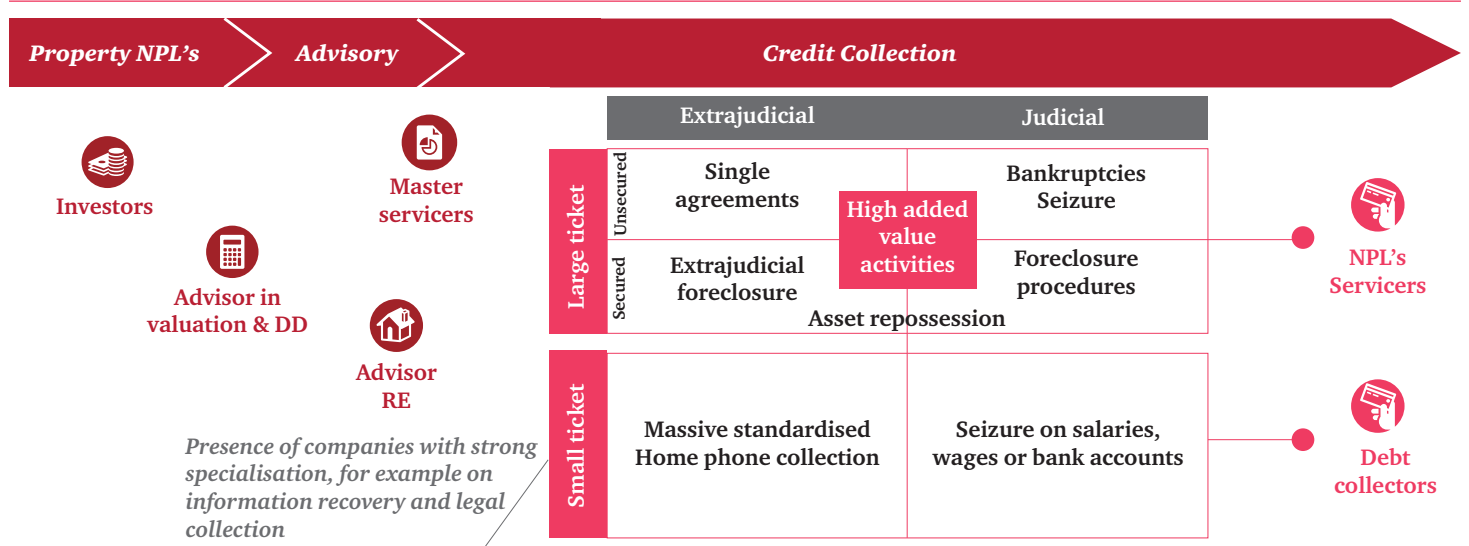 Property NPL's
Advisory
Credit Collection
Investors
Advisor in
valuation & DD
Master
servicers
Advisor
RE
Presence of companies with strong
specialisation, for example on
information recovery and legal
collection
Extrajudicial
Judicial
Large ticket
Unsecured
Single
agreements
Bankruptcies
Seizure
High added
value
activities
Secured
Extrajudicial
foreclosure
Foreclosure
procedures
Asset repossession
Small ticket
Massive standardised
Home phone collection
Seizure on salaries,
wages or bank accounts
NPL's
Servicers
Debt
collectors